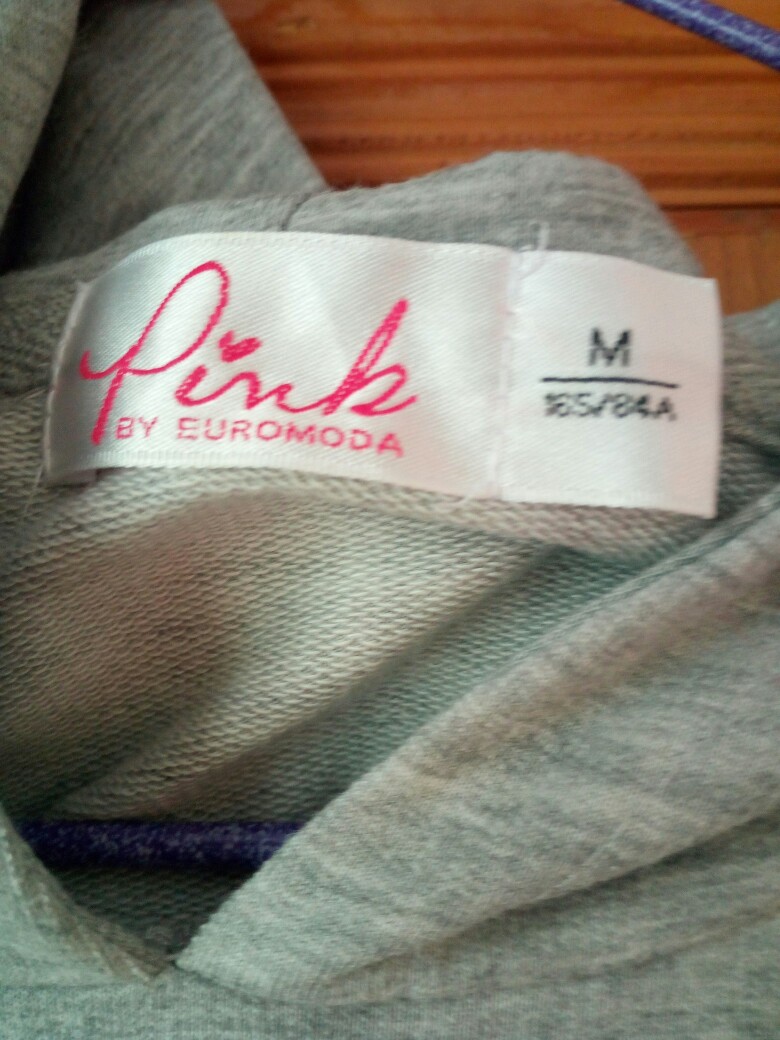 Pink
BY EUROMODA
M
165/84A